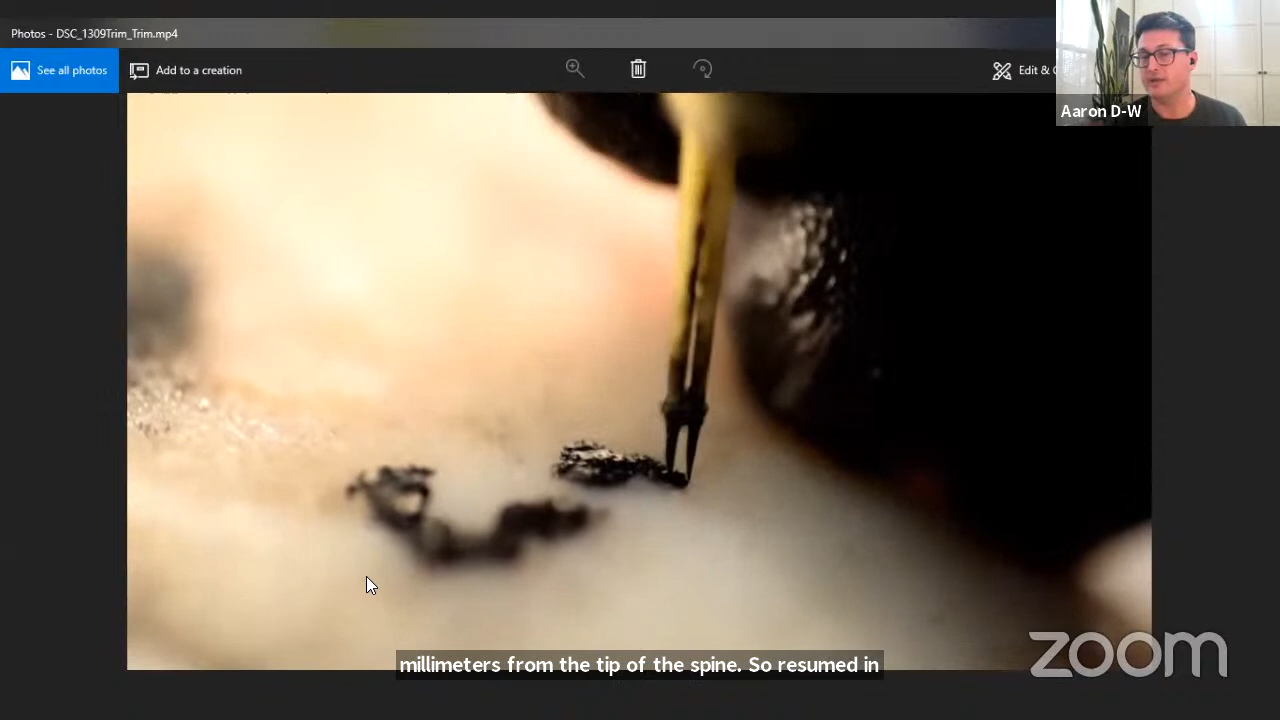 Photos - DSC_1309Trim_Trim.mp4
See all photos
Add to a creation
Edit & C
Aaron D-W
millimeters from the tip of the spine. So resumed in
zoom